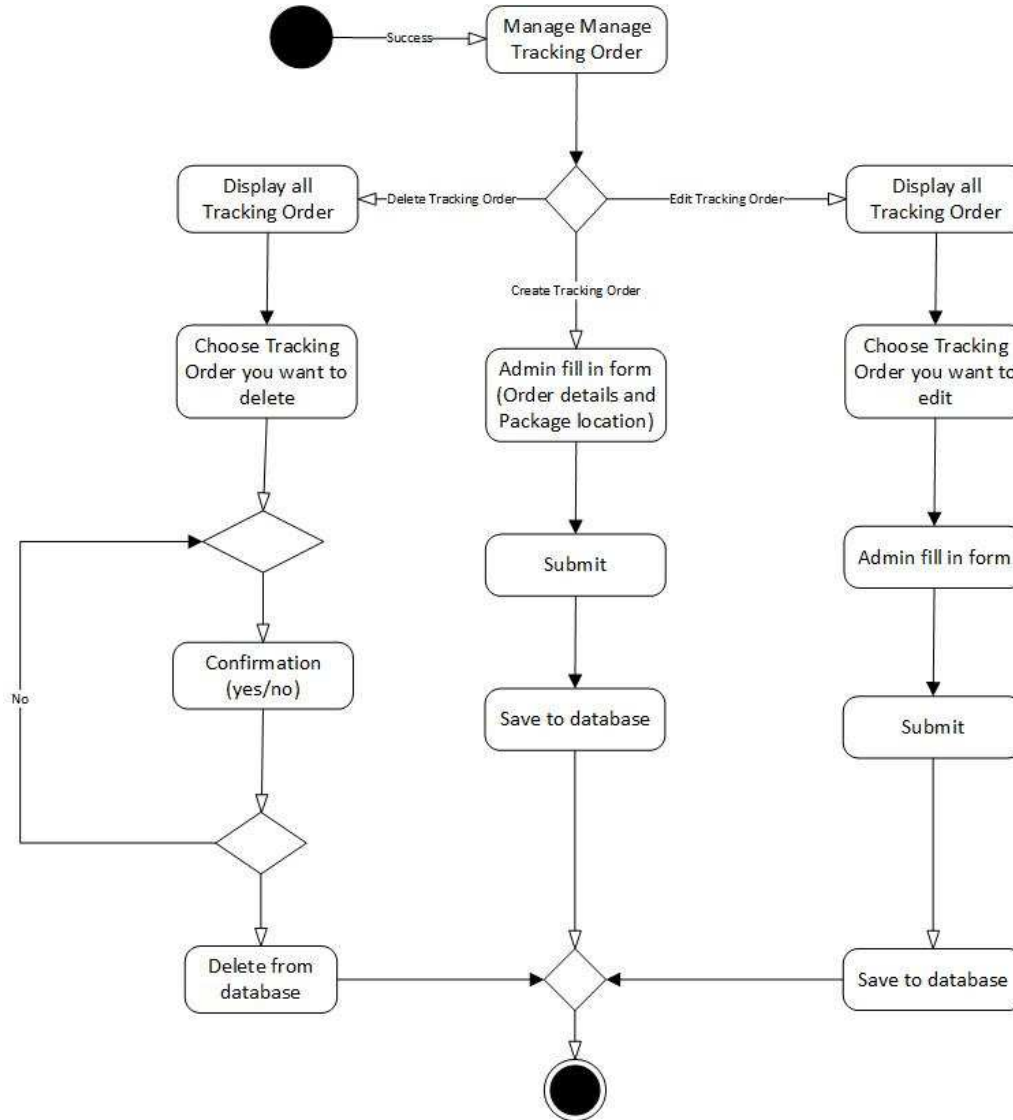 Success
Manage Manage
Tracking Order
Display all
Tracking Order
Delete Tracking Order
Edit Tracking Order
Display all
Tracking Order
Create Tracking Order
Choose Tracking
Order you want to
delete
Admin fill in form
(Order details and
Package location)
Choose Tracking
Order you want to
edit
Submit
Admin fill in form
Confirmation
(yes/no)
No
Save to database
Submit
Delete from
database
Save to database